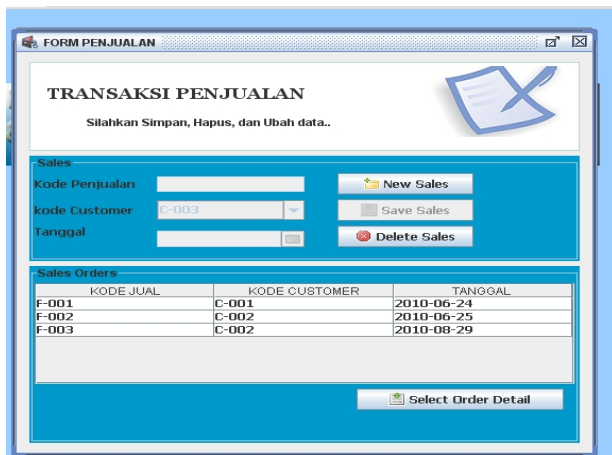 FORM PENJUALAN
TRANSAKSI PENJUALAN
Silahkan Simpan, Hapus, dan Ubah data..
Sales
Kode Penjualan
New Sales
kode Customer C-003
Save Sales
Tanggal
Delete Sales
Sales Orders
KODE JUAL KODE CUSTOMER TANGGAL
F-001 C-001 2010-06-24
F-002 C-002 2010-06-25
F-003 C-002 2010-08-29
Select Order Detail